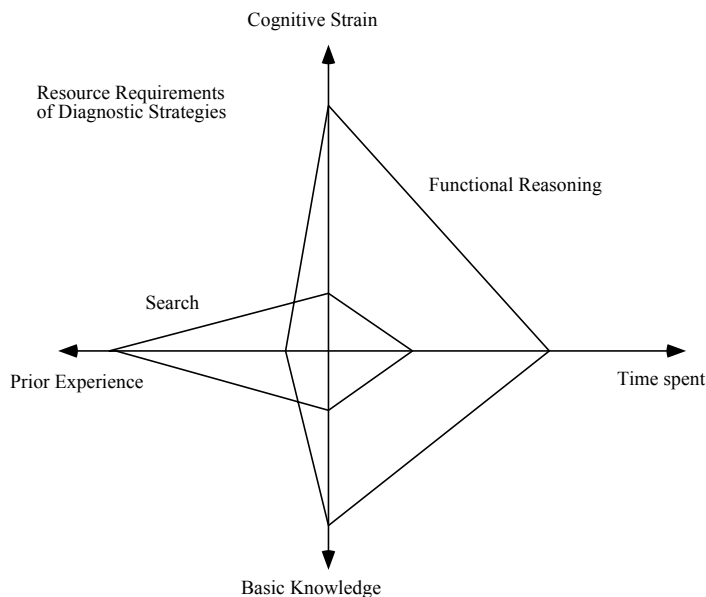 Cognitive Strain
Resource Requirements
of Diagnostic Strategies
Functional Reasoning
Search
Prior Experience
Time spent
Basic Knowledge